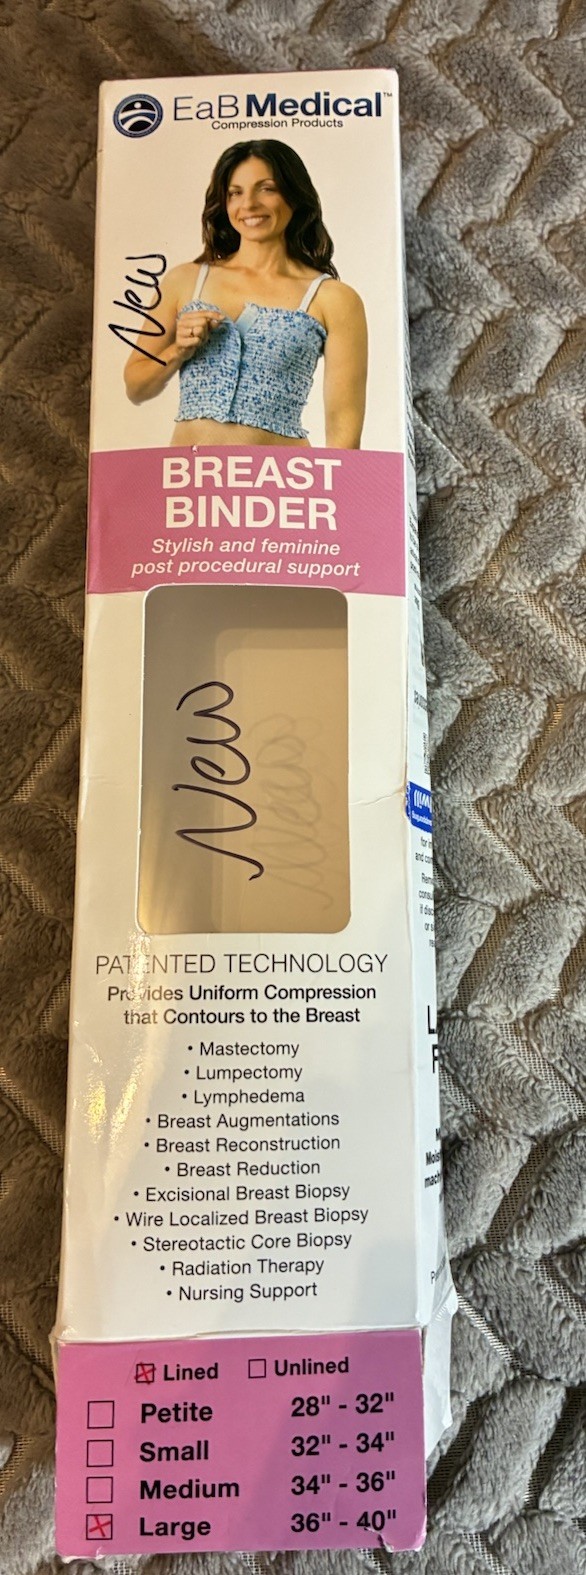 EaB Medical™
Compression Products
New
BREAST
BINDER
Stylish and feminine
post procedural support
New
PATENTED TECHNOLOGY
Provides Uniform Compression
that Contours to the Breast
• Mastectomy
• Lumpectomy
• Lymphedema
• Breast Augmentations
• Breast Reconstruction
• Breast Reduction
• Excisional Breast Biopsy
• Wire Localized Breast Biopsy
• Stereotactic Core Biopsy
• Radiation Therapy
• Nursing Support
Lined Unlined
Petite 28" - 32"
Small 32" - 34"
Medium 34" - 36"
Large 36" - 40"